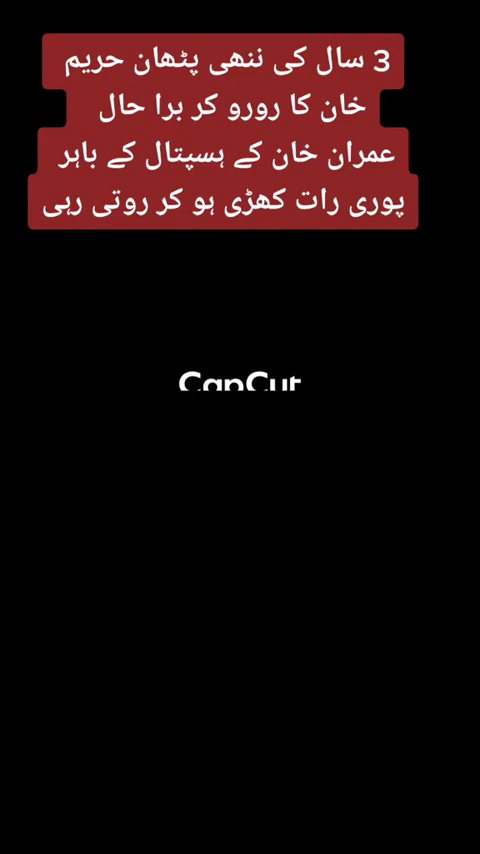 3 سال کی ننھی پٹھان حریم
خان کا رورو کر برا حال
عمران خان کے ہسپتال کے باہر
پوری رات کھڑی ہو کر روتی رہی
CapCut